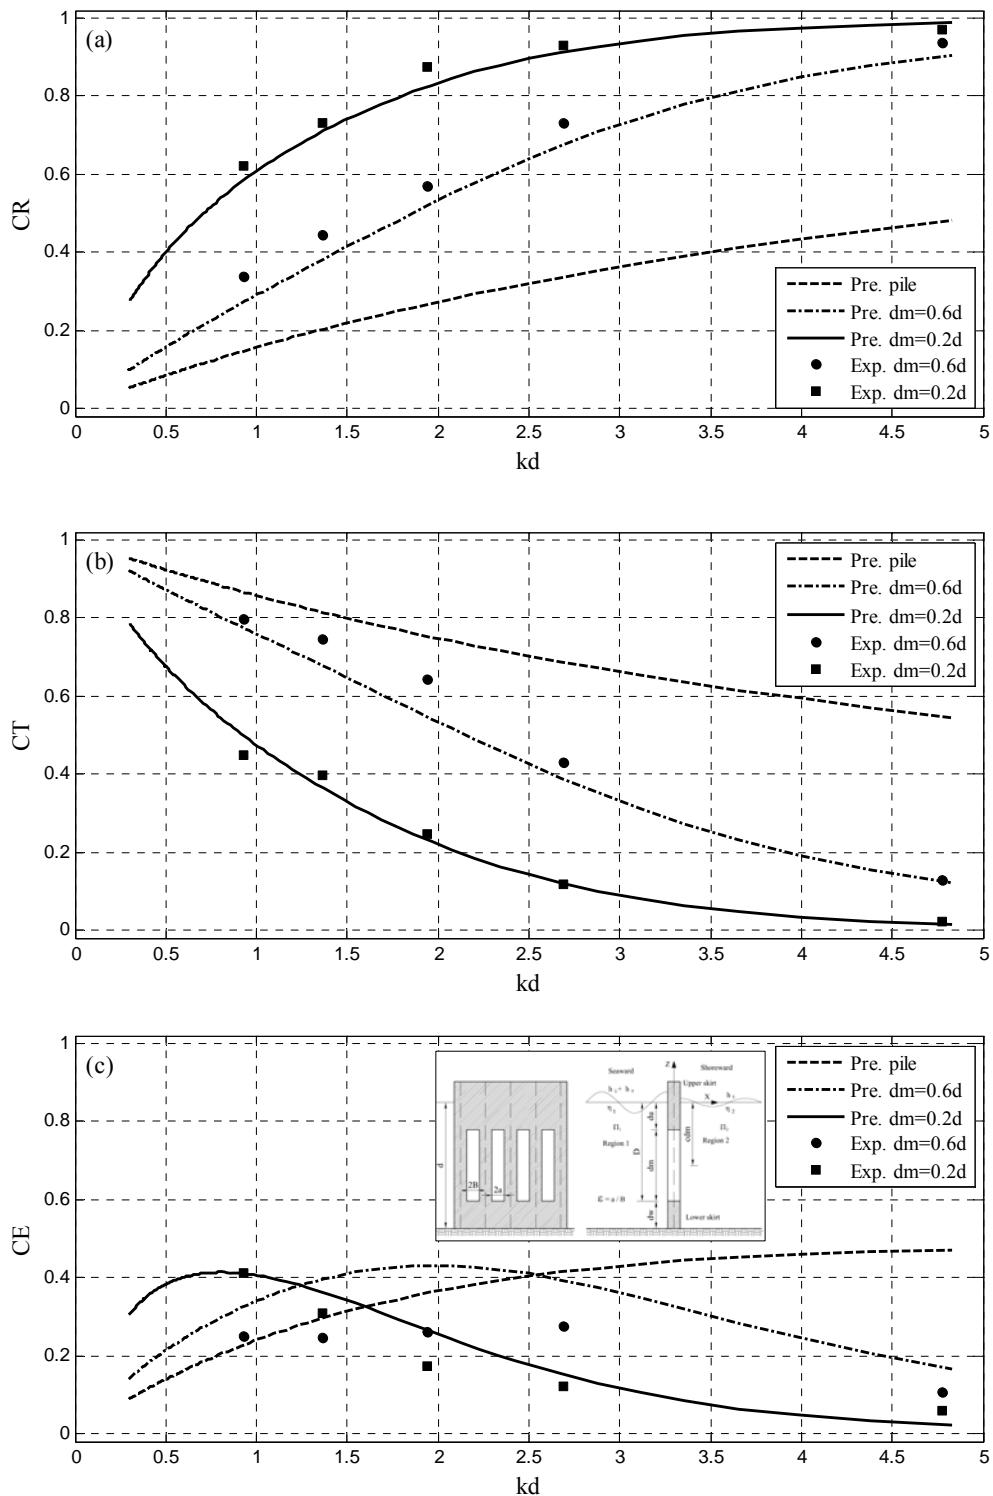 (a)
1
0.8
0.6
0.4
0.2
0
CR
Pre. pile
Pre. dm=0.6d
Pre. dm=0.2d
Exp. dm=0.6d
Exp. dm=0.2d
0 0.5 1 1.5 2 2.5 3 3.5 4 4.5 5
kd
(b)
1
0.8
0.6
0.4
0.2
0
CT
Pre. pile
Pre. dm=0.6d
Pre. dm=0.2d
Exp. dm=0.6d
Exp. dm=0.2d
0 0.5 1 1.5 2 2.5 3 3.5 4 4.5 5
kd
(c)
1
0.8
0.6
0.4
0.2
0
CE
Pre. pile
Pre. dm=0.6d
Pre. dm=0.2d
Exp. dm=0.6d
Exp. dm=0.2d
Seaward
Z
Shoreward
Upper skirt
X
du
Region 1
Region 2
D
dm
cdm
d
2B
2a
ε = a / B
dw
Lower skirt
0 0.5 1 1.5 2 2.5 3 3.5 4 4.5 5
kd